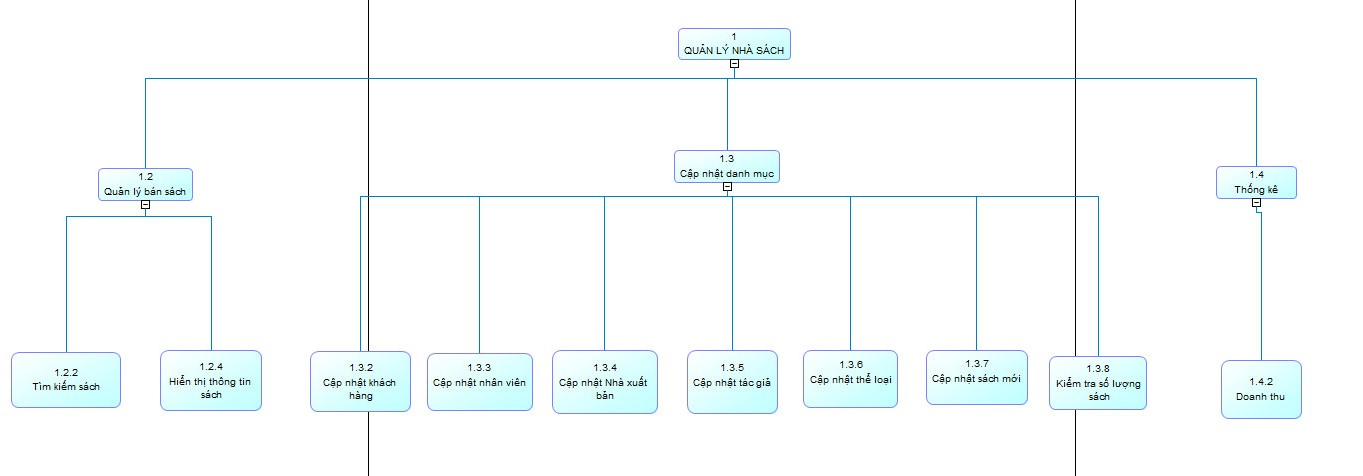 1
QUẢN LÝ NHÀ SÁCH
1.2
Quản lý bán sách
1.3
Cập nhật danh mục
1.4
Thống kê
1.2.2
Tìm kiếm sách
1.2.4
Hiển thị thông tin
sách
1.3.2
Cập nhật khách
hàng
1.3.3
Cập nhật nhân viên
1.3.4
Cập nhật Nhà xuất
bản
1.3.5
Cập nhật tác giả
1.3.6
Cập nhật thể loại
1.3.7
Cập nhật sách mới
1.3.8
Kiểm tra số lượng
sách
1.4.2
Doanh thu